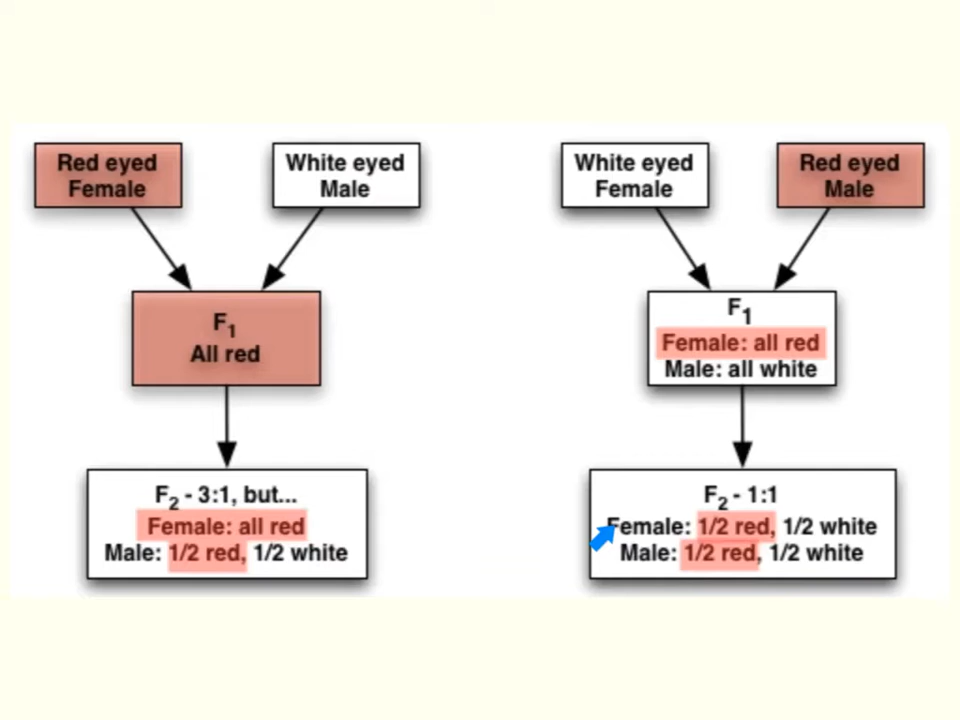 Red eyed
Female
White eyed
Male
F1
All red
F2 - 3:1, but...
Female: all red
Male: 1/2 red, 1/2 white
White eyed
Female
Red eyed
Male
F1
Female: all red
Male: all white
F2 - 1:1
Female: 1/2 red, 1/2 white
Male: 1/2 red, 1/2 white